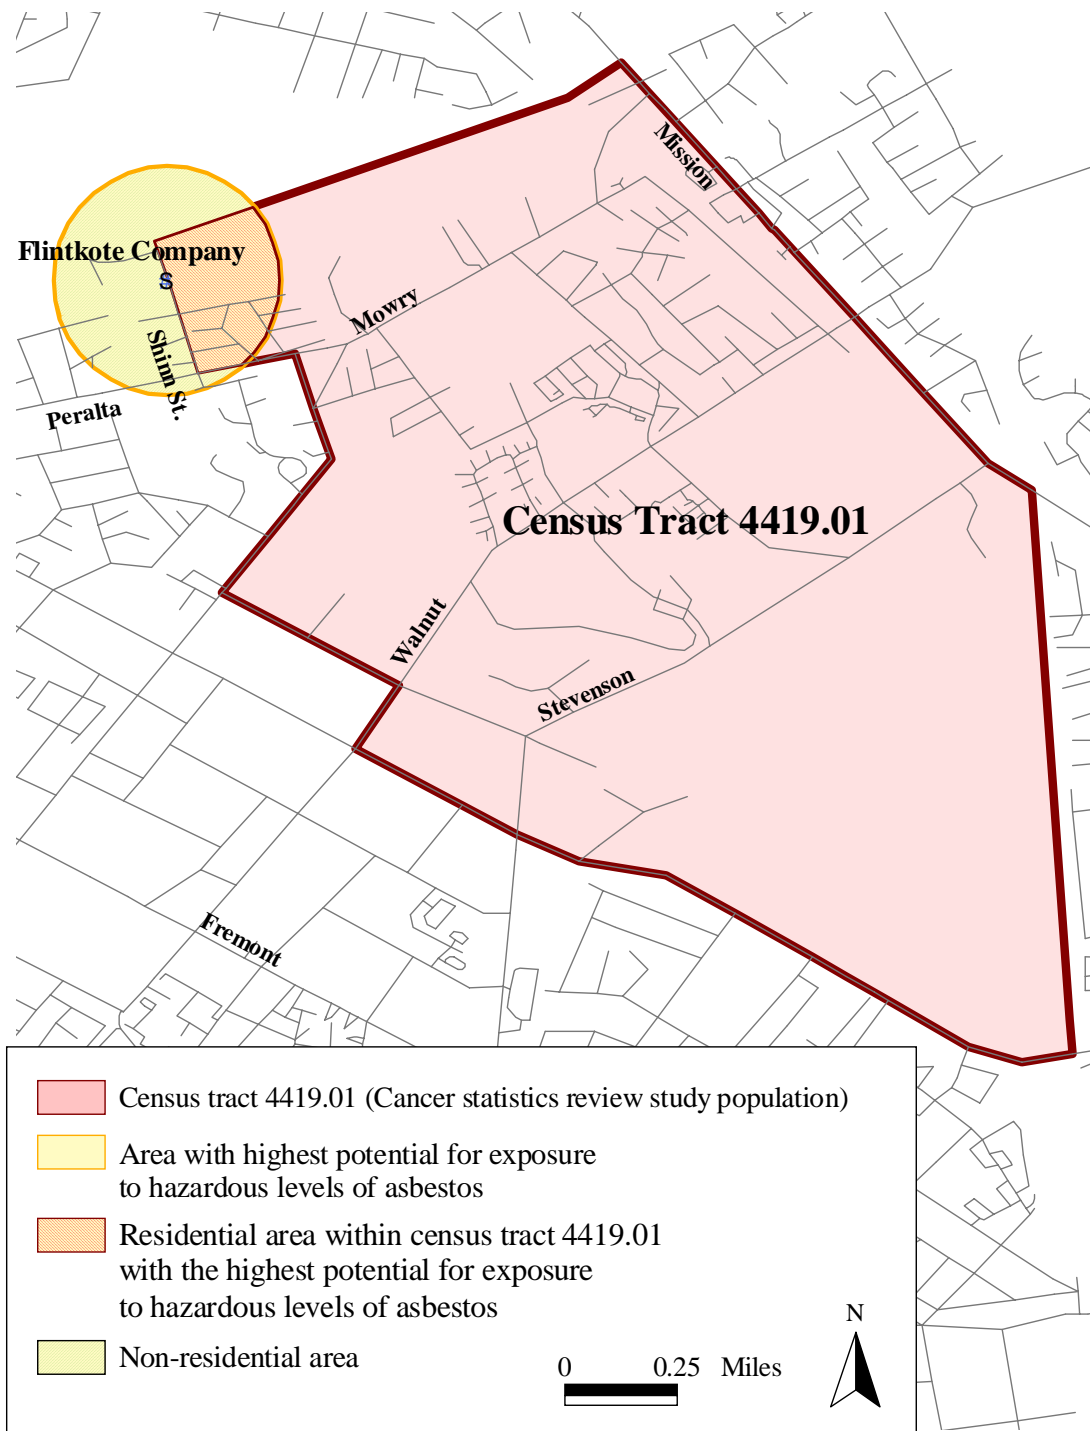 Mission
Flintkote Company
S
Mowry
Shinn St.
Peralta
Census Tract 4419.01
Walnut
Stevenson
Fremont
Census tract 4419.01 (Cancer statistics review study population)
Area with highest potential for exposure
to hazardous levels of asbestos
Residential area within census tract 4419.01
with the highest potential for exposure
to hazardous levels of asbestos
Non-residential area
0 0.25 Miles
N